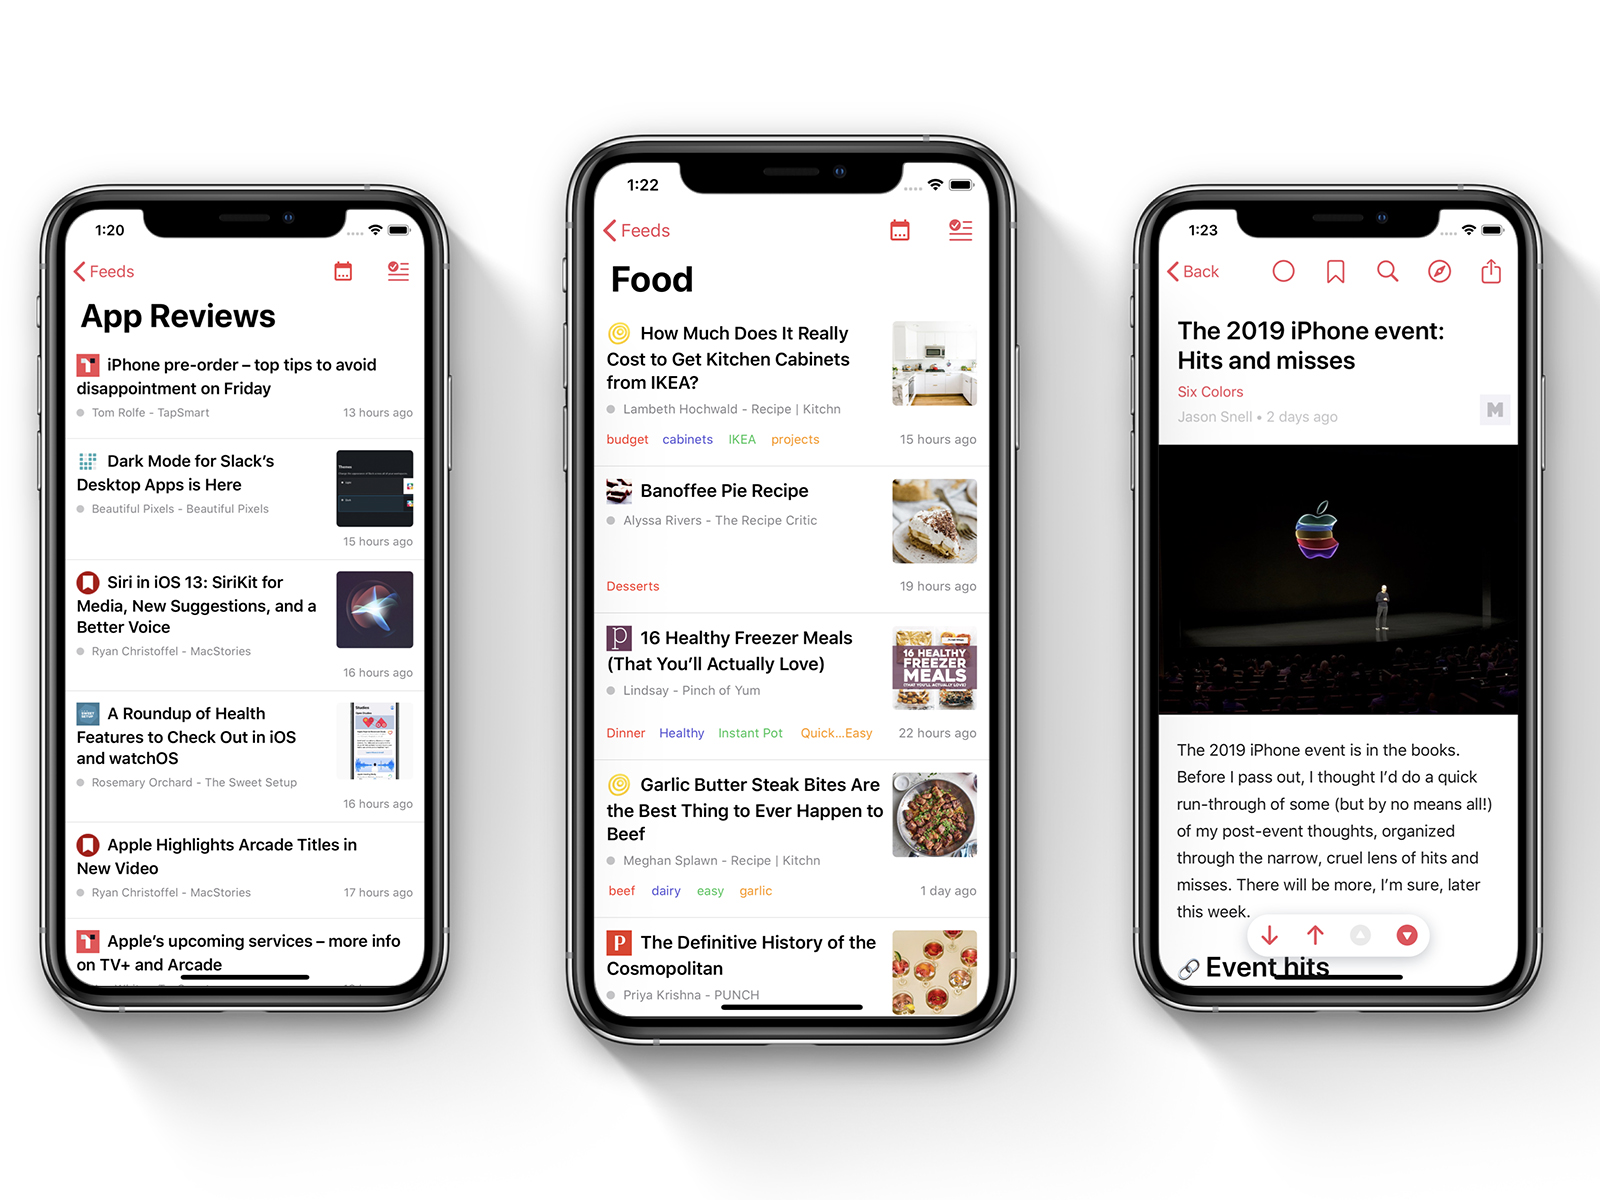 1:20
Feeds
App Reviews
iPhone pre-order – top tips to avoid
disappointment on Friday
Tom Rolfe - TapSmart
13 hours ago
Dark Mode for Slack’s
Desktop Apps is Here
Beautiful Pixels - Beautiful Pixels
15 hours ago
Siri in iOS 13: SiriKit for
Media, New Suggestions, and a
Better Voice
Ryan Christoffel - MacStories
16 hours ago
A Roundup of Health
Features to Check Out in iOS
and watchOS
Rosemary Orchard - The Sweet Setup
16 hours ago
Apple Highlights Arcade Titles in
New Video
Ryan Christoffel - MacStories
17 hours ago
Apple’s upcoming services – more info
on TV+ and Arcade
1:22
Feeds
Food
How Much Does It Really
Cost to Get Kitchen Cabinets
from IKEA?
Lambeth Hochwald - Recipe | Kitchn
budget cabinets IKEA projects
15 hours ago
Banoffee Pie Recipe
Alyssa Rivers - The Recipe Critic
Desserts
19 hours ago
P
16 Healthy Freezer Meals
(That You’ll Actually Love)
Lindsay - Pinch of Yum
16 HEALTHY
FREEZER
MEALS
(THAT YOU'LL ACTUALLY LOVE)
Dinner Healthy Instant Pot Quick...Easy
22 hours ago
Garlic Butter Steak Bites Are
the Best Thing to Ever Happen to
Beef
Meghan Splawn - Recipe | Kitchn
beef dairy easy garlic
1 day ago
P
The Definitive History of the
Cosmopolitan
Priya Krishna - PUNCH
1:23
Back
The 2019 iPhone event:
Hits and misses
Six Colors
Jason Snell • 2 days ago
M
The 2019 iPhone event is in the books.
Before I pass out, I thought I’d do a quick
run-through of some (but by no means all!)
of my post-event thoughts, organized
through the narrow, cruel lens of hits and
misses. There will be more, I’m sure, later
this week.
Event hits